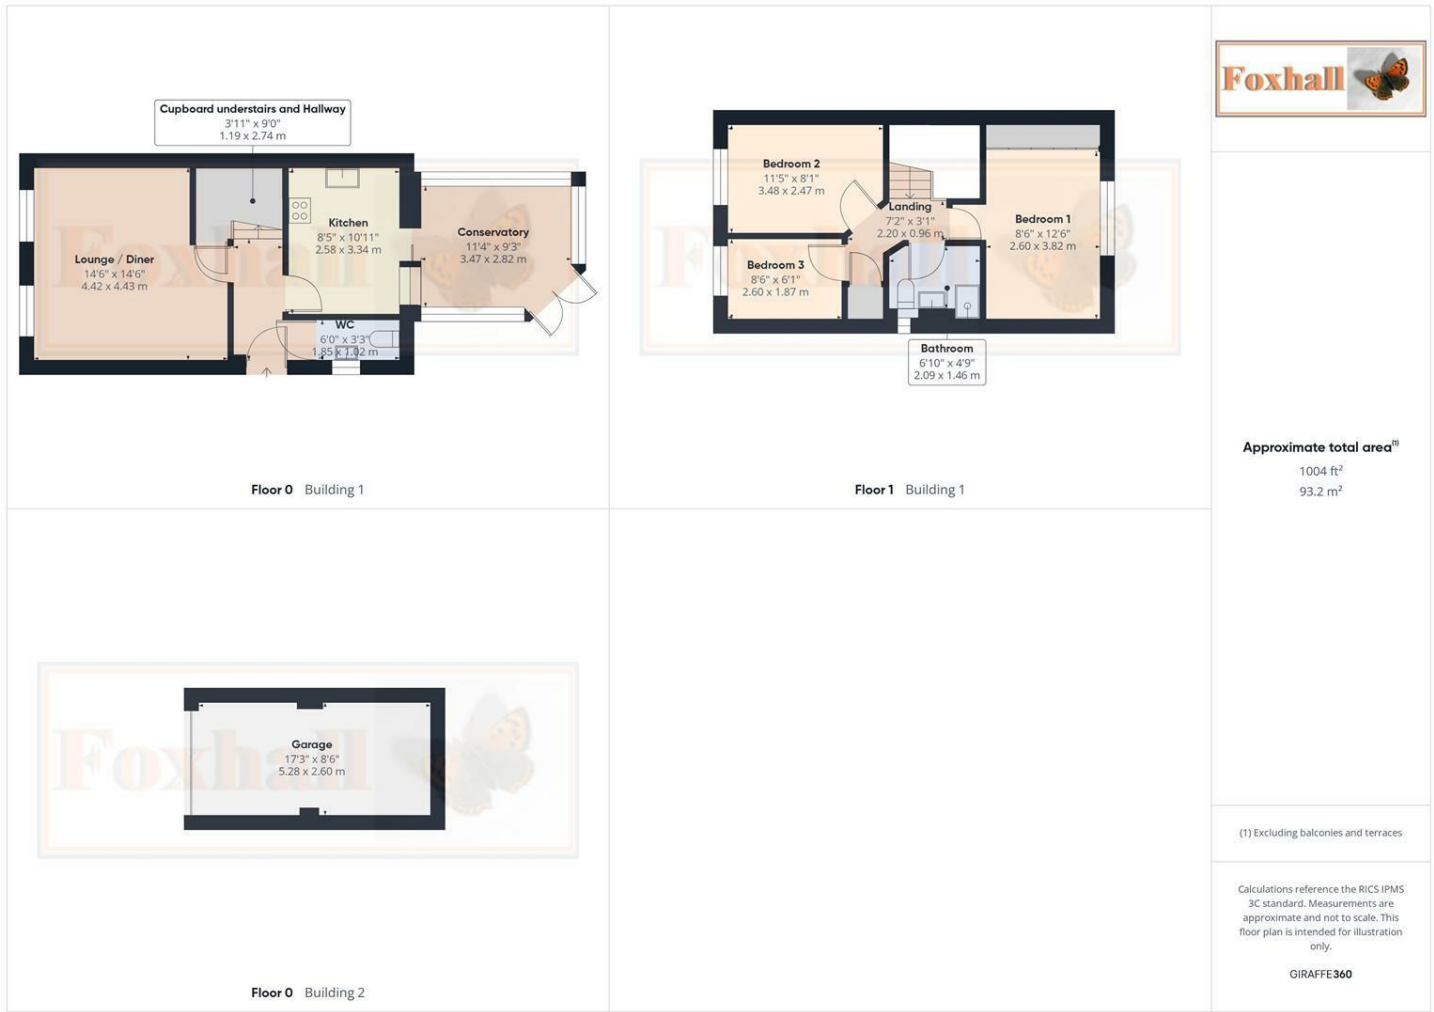 Cupboard understairs and Hallway
3'11" x 9'0"
1.19 x 2.74 m
Lounge / Diner
14'6" x 14'6"
4.42 x 4.43 m
Kitchen
8'5" x 10'11"
2.58 x 3.34 m
Conservatory
11'4" x 9'3"
3.47 x 2.82 m
WC
6'0" x 3'3"
1.85 x 1.02 m
Foxhall
Floor 0 Building 1
Bedroom 2
11'5" x 8'1"
3.48 x 2.47 m
Landing
7'2" x 3'1"
2.20 x 0.96 m
Bedroom 1
8'6" x 12'6"
2.60 x 3.82 m
Bedroom 3
8'6" x 6'1"
2.60 x 1.87 m
Bathroom
6'10" x 4'9"
2.09 x 1.46 m
Foxhall
Floor 1 Building 1
Garage
17'3" x 8'6"
5.28 x 2.60 m
Foxhall
Floor 0 Building 2
Foxhall
Approximate total area(1)
1004 ft²
93.2 m²
(1) Excluding balconies and terraces
Calculations reference the RICS IPMS
3C standard. Measurements are
approximate and not to scale. This
floor plan is intended for illustration
only.
GIRAFFE360